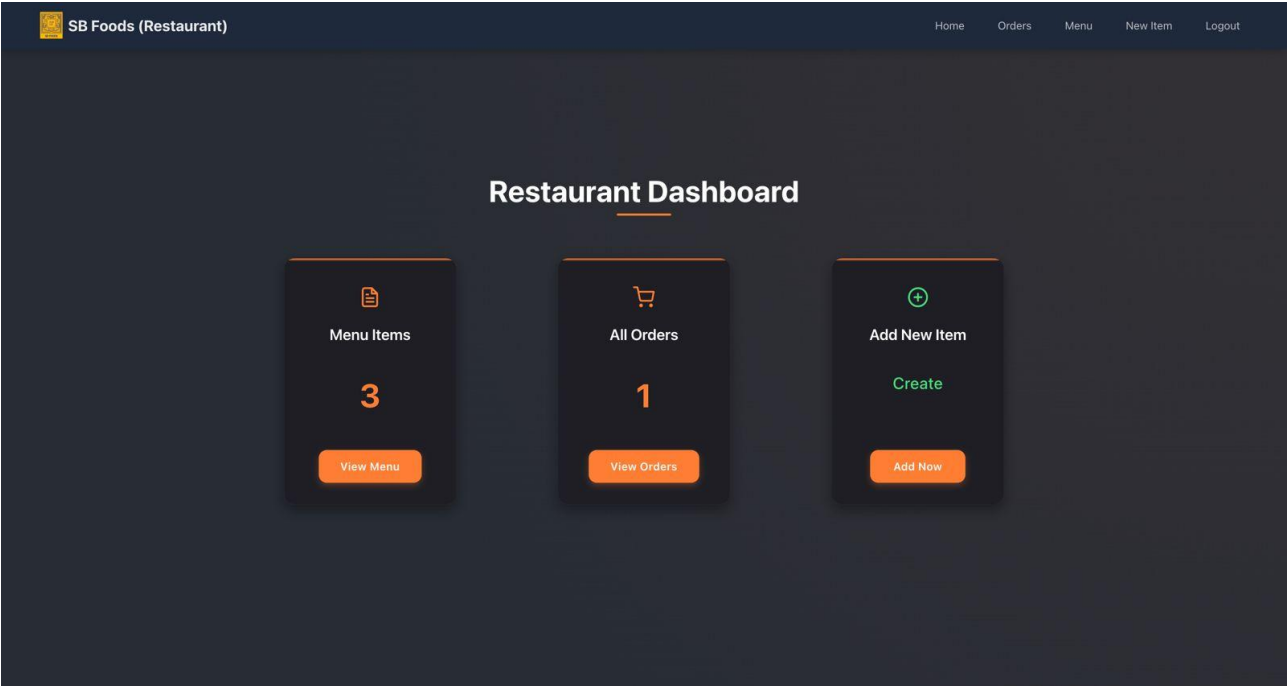 SB Foods (Restaurant)
Home Orders Menu New Item Logout
Restaurant Dashboard
Menu Items
3
View Menu
All Orders
1
View Orders
Add New Item
Create
Add Now